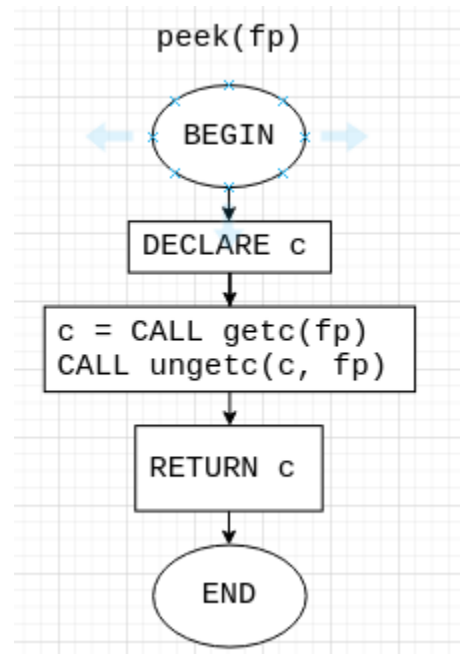 peek(fp)
BEGIN
DECLARE c
c = CALL getc(fp)
CALL ungetc(c, fp)
RETURN c
END